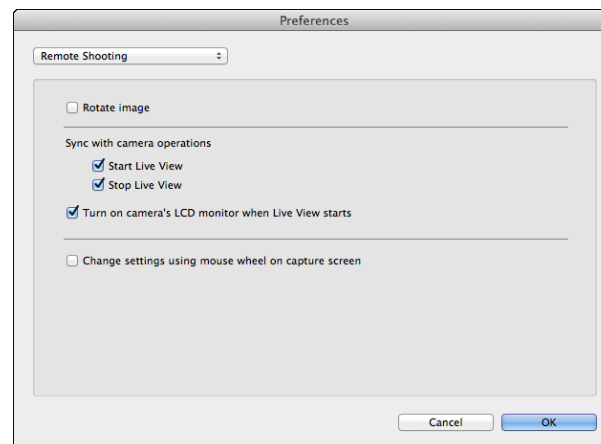 Preferences
Remote Shooting
Rotate image
Sync with camera operations
Start Live View
Stop Live View
Turn on camera's LCD monitor when Live View starts
Change settings using mouse wheel on capture screen
Cancel OK